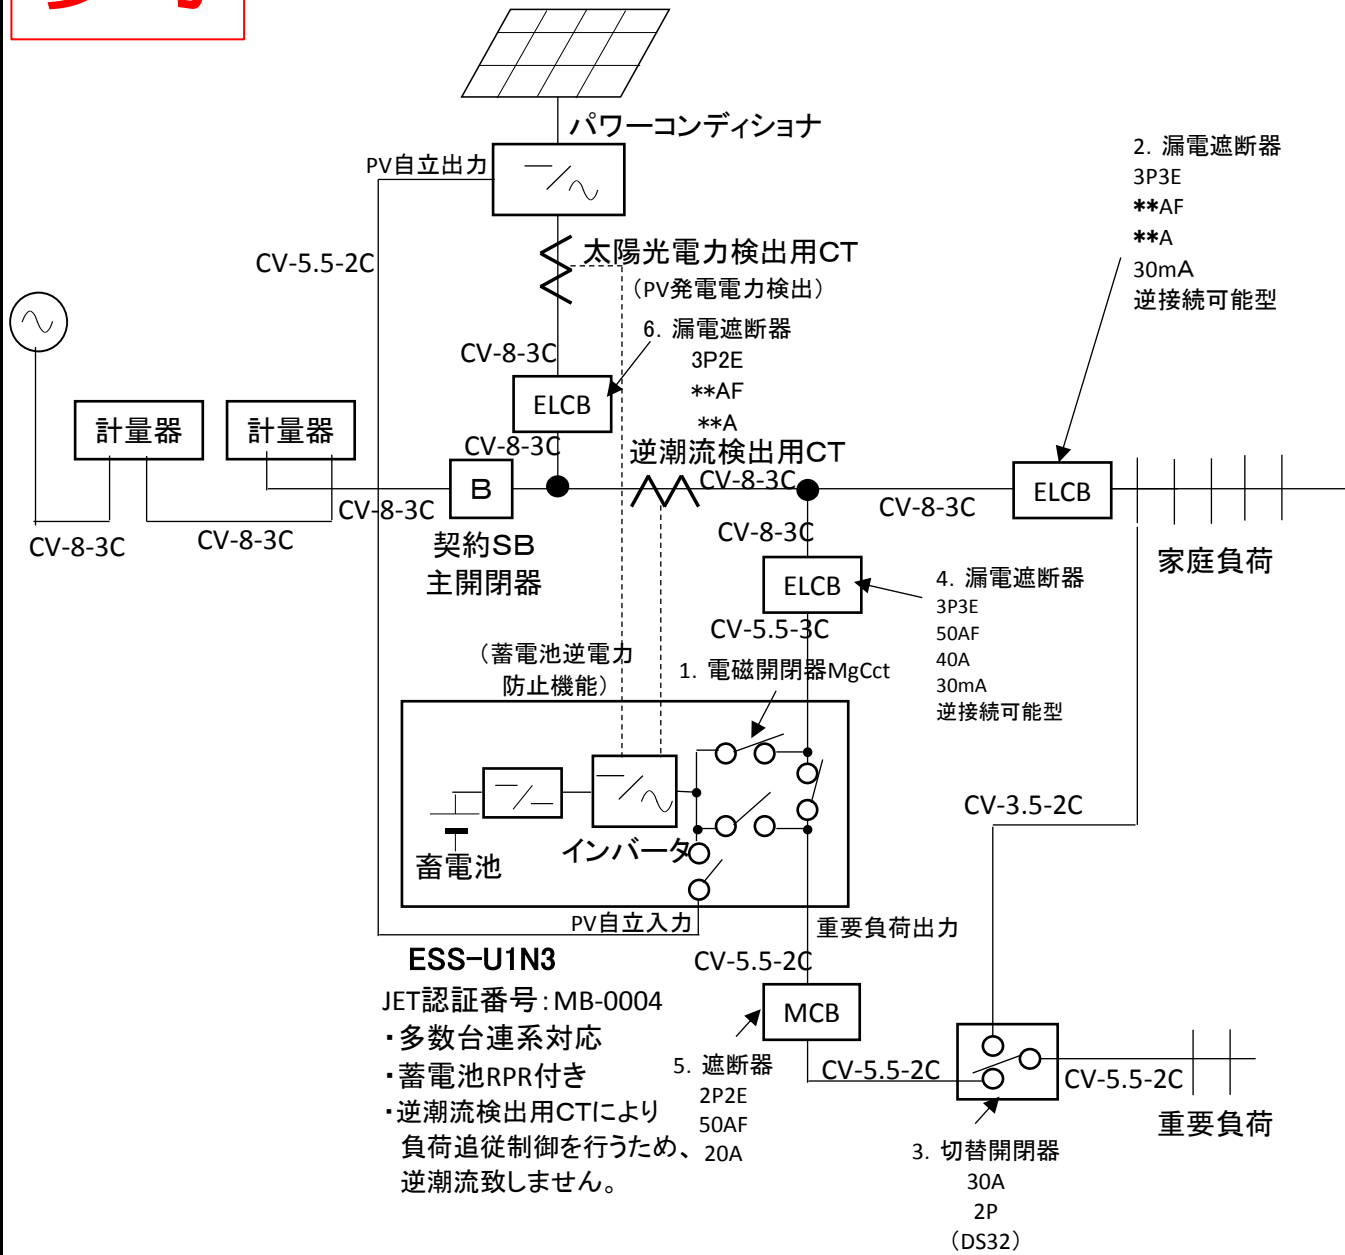 パワーコンディショナ
PV自立出力
CV-5.5-2C
太陽光電力検出用CT
(PV発電電力検出)
2. 漏電遮断器
3P3E
**AF
**A
30mA
逆接続可能型
6. 漏電遮断器
3P2E
**AF
**A
CV-8-3C
ELCB
CV-8-3C
計量器
計量器
逆潮流検出用CT
B
CV-8-3C
CV-8-3C
ELCB
CV-8-3C
CV-8-3C
CV-8-3C
契約SB
主開閉器
CV-8-3C
家庭負荷
ELCB
4. 漏電遮断器
3P3E
50AF
40A
30mA
逆接続可能型
CV-5.5-3C
(蓄電池逆電力
防止機能)
1. 電磁開閉器MgCct
CV-3.5-2C
蓄電池
インバータ
PV自立入力
重要負荷出力
ESS-U1N3
CV-5.5-2C
JET認証番号:MB-0004
・多数台連系対応
・蓄電池RPR付き
・逆潮流検出用CTにより
負荷追従制御を行うため、
逆潮流致しません。
MCB
5. 遮断器
2P2E
50AF
20A
CV-5.5-2C
CV-5.5-2C
重要負荷
3. 切替開閉器
30A
2P
(DS32)